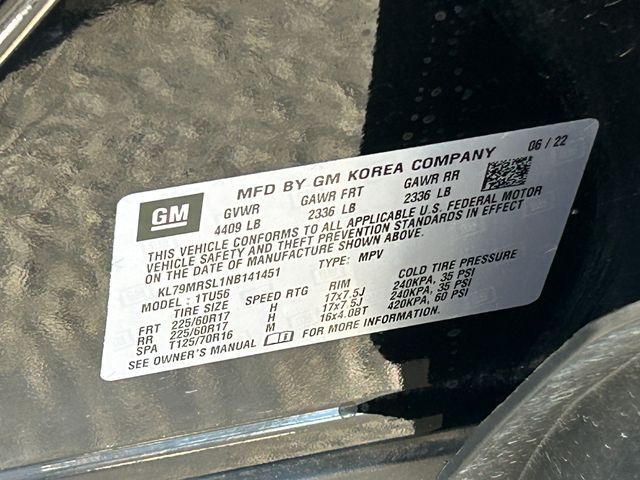 GM
MFD BY GM KOREA COMPANY 06 / 22
GVWR GAWR FRT GAWR RR
4409 LB 2336 LB 2336 LB
THIS VEHICLE CONFORMS TO ALL APPLICABLE U.S. FEDERAL MOTOR
VEHICLE SAFETY AND THEFT PREVENTION STANDARDS IN EFFECT
ON THE DATE OF MANUFACTURE SHOWN ABOVE.
KL79MRSL1NB141451 TYPE: MPV
MODEL: 1TU56
TIRE SIZE SPEED RTG RIM COLD TIRE PRESSURE
FRT 225/60R17 H 17x7.5J 240KPA, 35 PSI
RR 225/60R17 H 17x7.5J 240KPA, 35 PSI
SPA T125/70R16 M 16x4.0BT 420KPA, 60 PSI
SEE OWNER'S MANUAL FOR MORE INFORMATION.